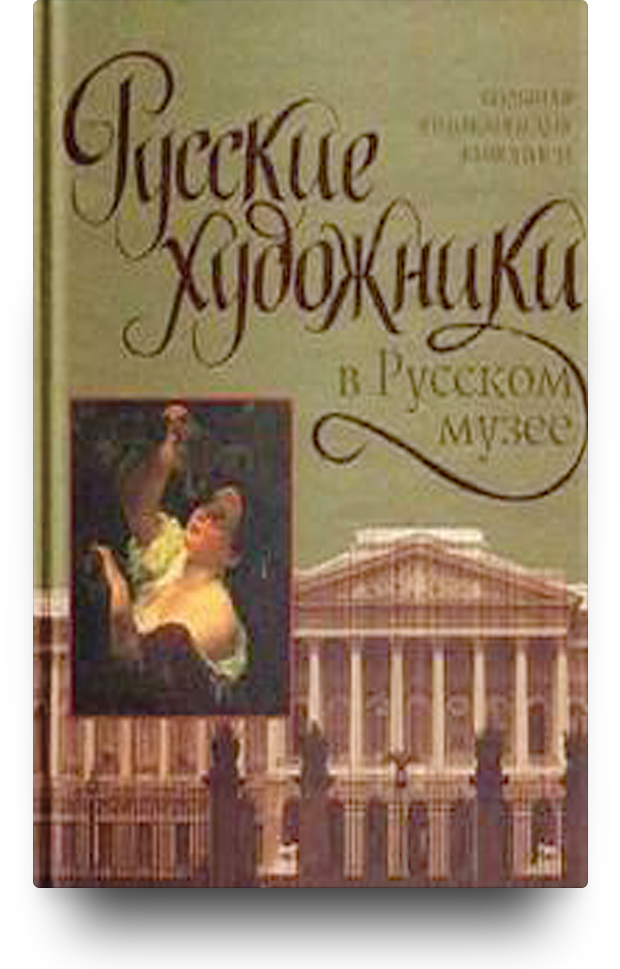 Русские
художники
в Русском
музее